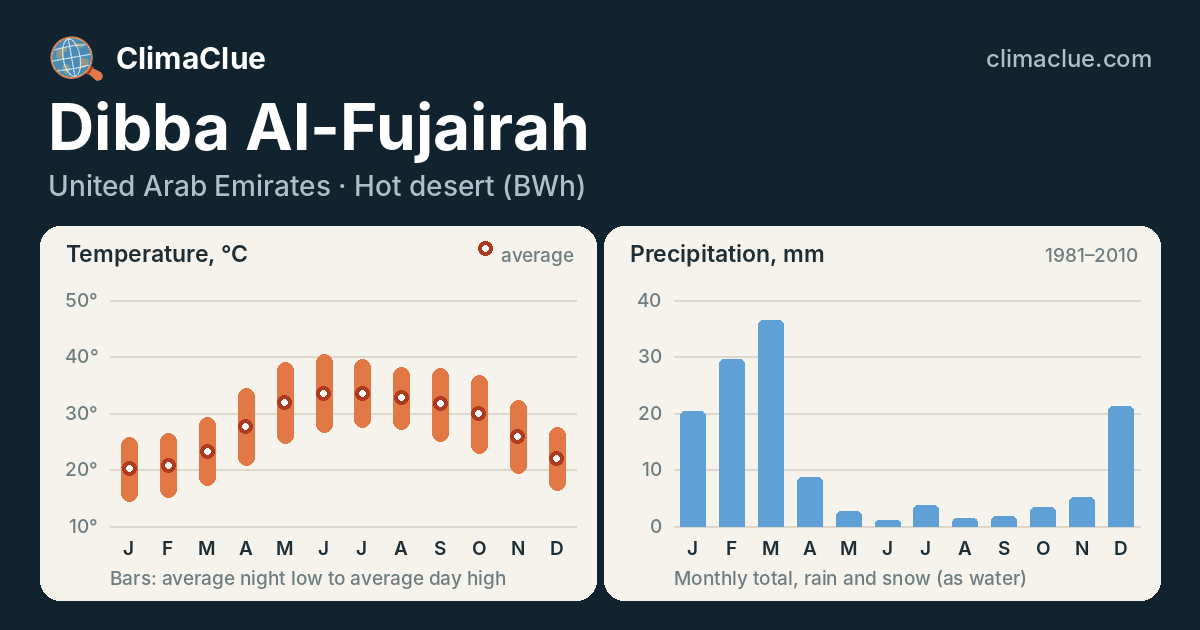 ClimaClue
climaclue.com
Dibba Al-Fujairah
United Arab Emirates · Hot desert (BWh)
Temperature, °C
average
50°
40°
30°
20°
10°
J F M A M J J A S O N D
Bars: average night low to average day high
Precipitation, mm
1981–2010
40
30
20
10
0
J F M A M J J A S O N D
Monthly total, rain and snow (as water)